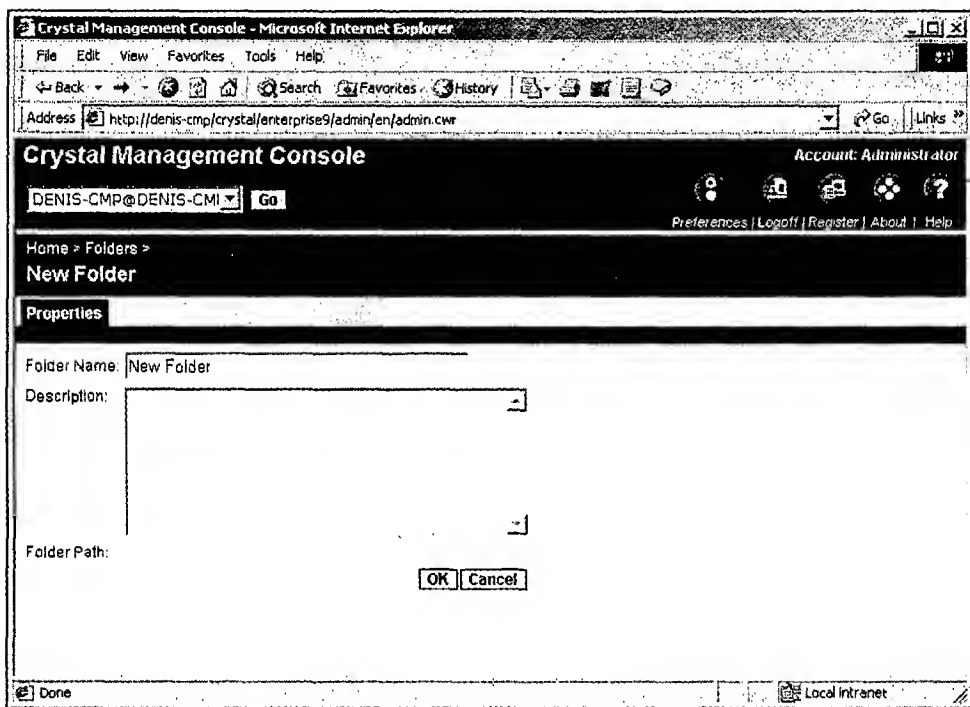 Crystal Management Console - Microsoft Internet Explorer
File Edit View Favorites Tools Help
Back Search Favorites History
Address http://denis-cmp/crystal/enterprise9/admin/en/admin.cwr Go Links »
Crystal Management Console
Account: Administrator
DENIS-CMP@DENIS-CMI Go
Preferences | Logoff | Register | About | Help
Home > Folders >
New Folder
Properties
Folder Name: New Folder
Description:
Folder Path:
OK Cancel
Done Local intranet